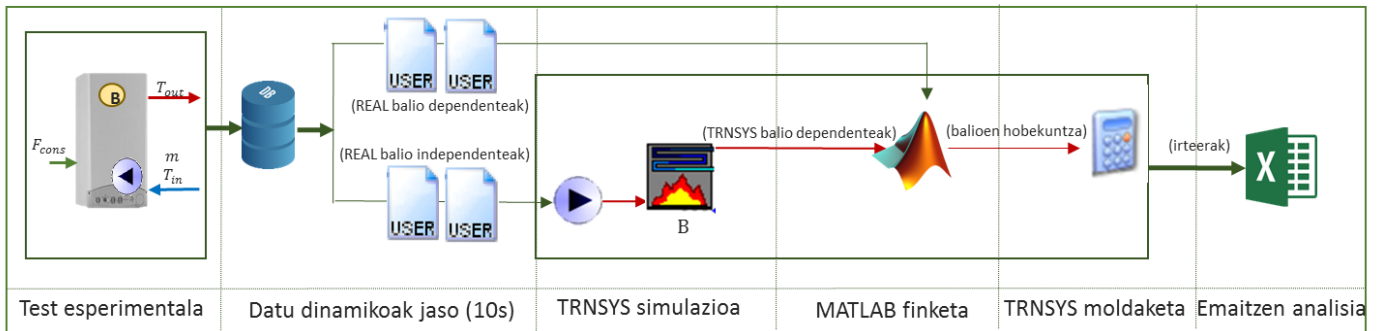 B
T_out
F_cons
m
T_in
DB
USER USER
(REAL balio dependenteak)
(REAL balio independenteak)
USER USER
B
(TRNSYS balio dependenteak)
(balioen hobekuntza)
(irteerak)
X
Test esperimentala
Datu dinamikoak jaso (10s)
TRNSYS simulazioa
MATLAB finketa
TRNSYS moldaketa
Emaitzen analisia